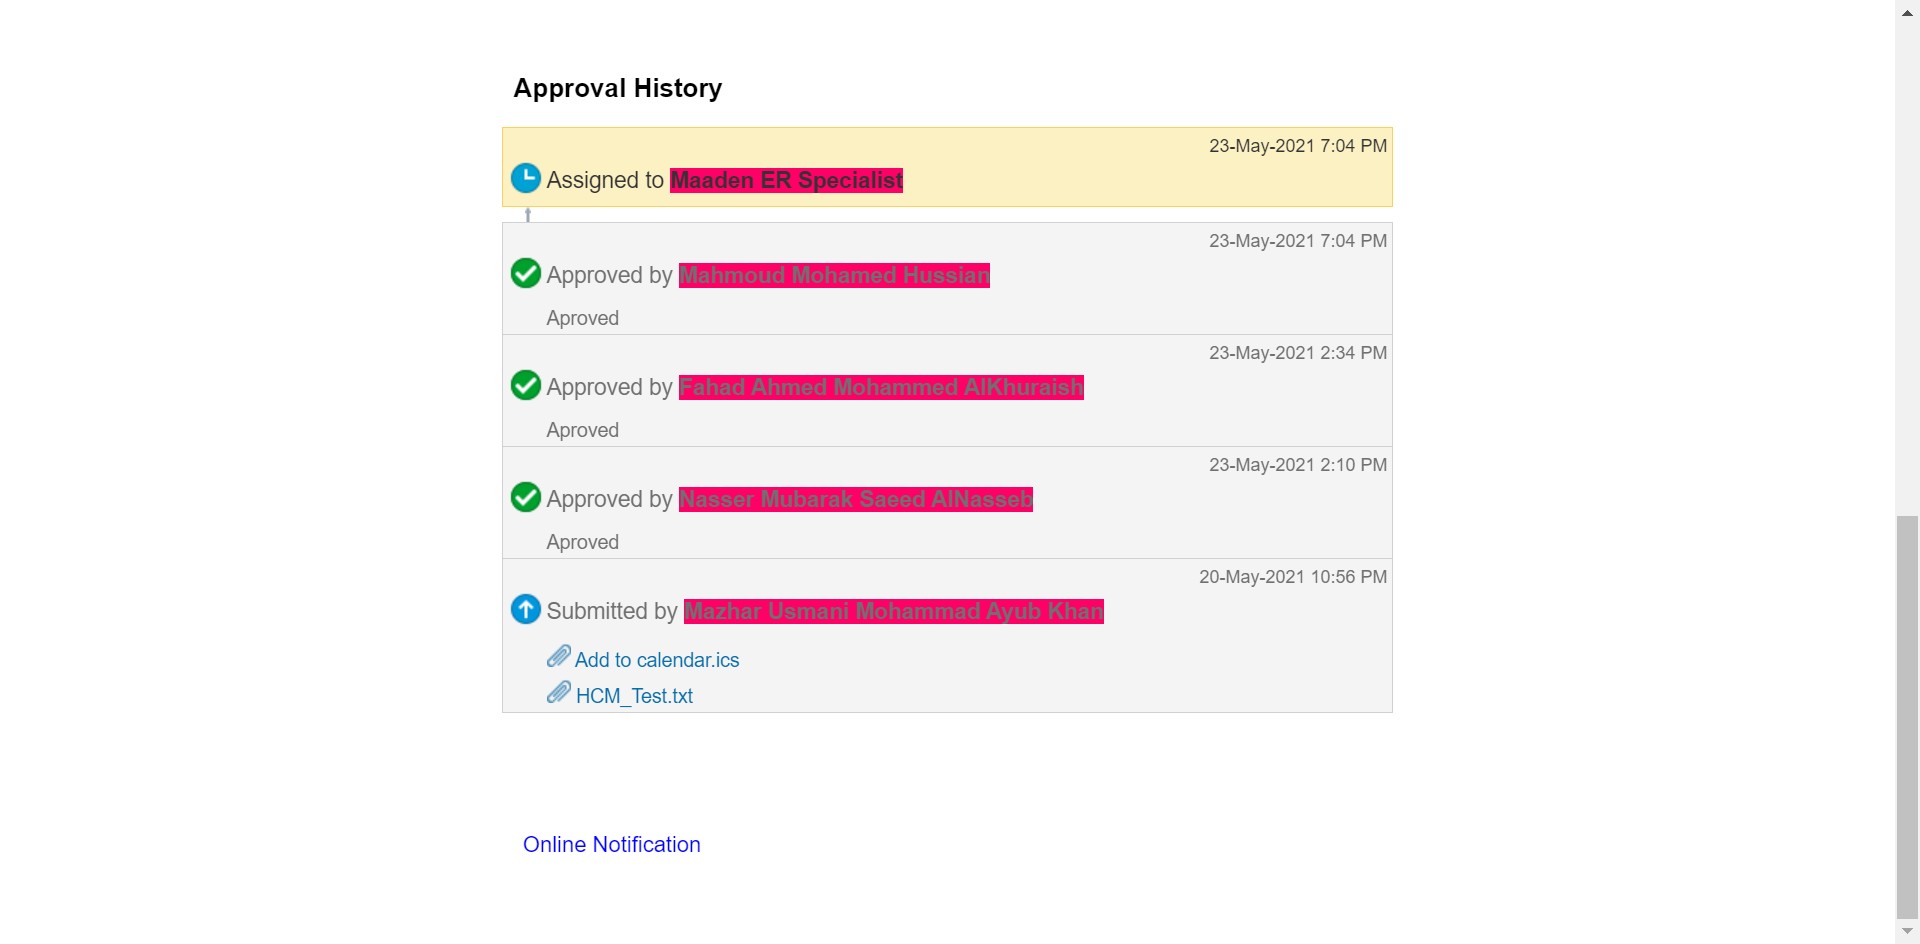 Approval History
23-May-2021 7:04 PM
Assigned to Maaden ER Specialist
23-May-2021 7:04 PM
Approved by Mahmoud Mohamed Hussian
Aproved
23-May-2021 2:34 PM
Approved by Fahad Ahmed Mohammed AlKhuraish
Aproved
23-May-2021 2:10 PM
Approved by Nasser Mubarak Saeed AlNasseb
Aproved
20-May-2021 10:56 PM
Submitted by Mazhar Usmani Mohammad Ayub Khan
Add to calendar.ics
HCM_Test.txt
Online Notification